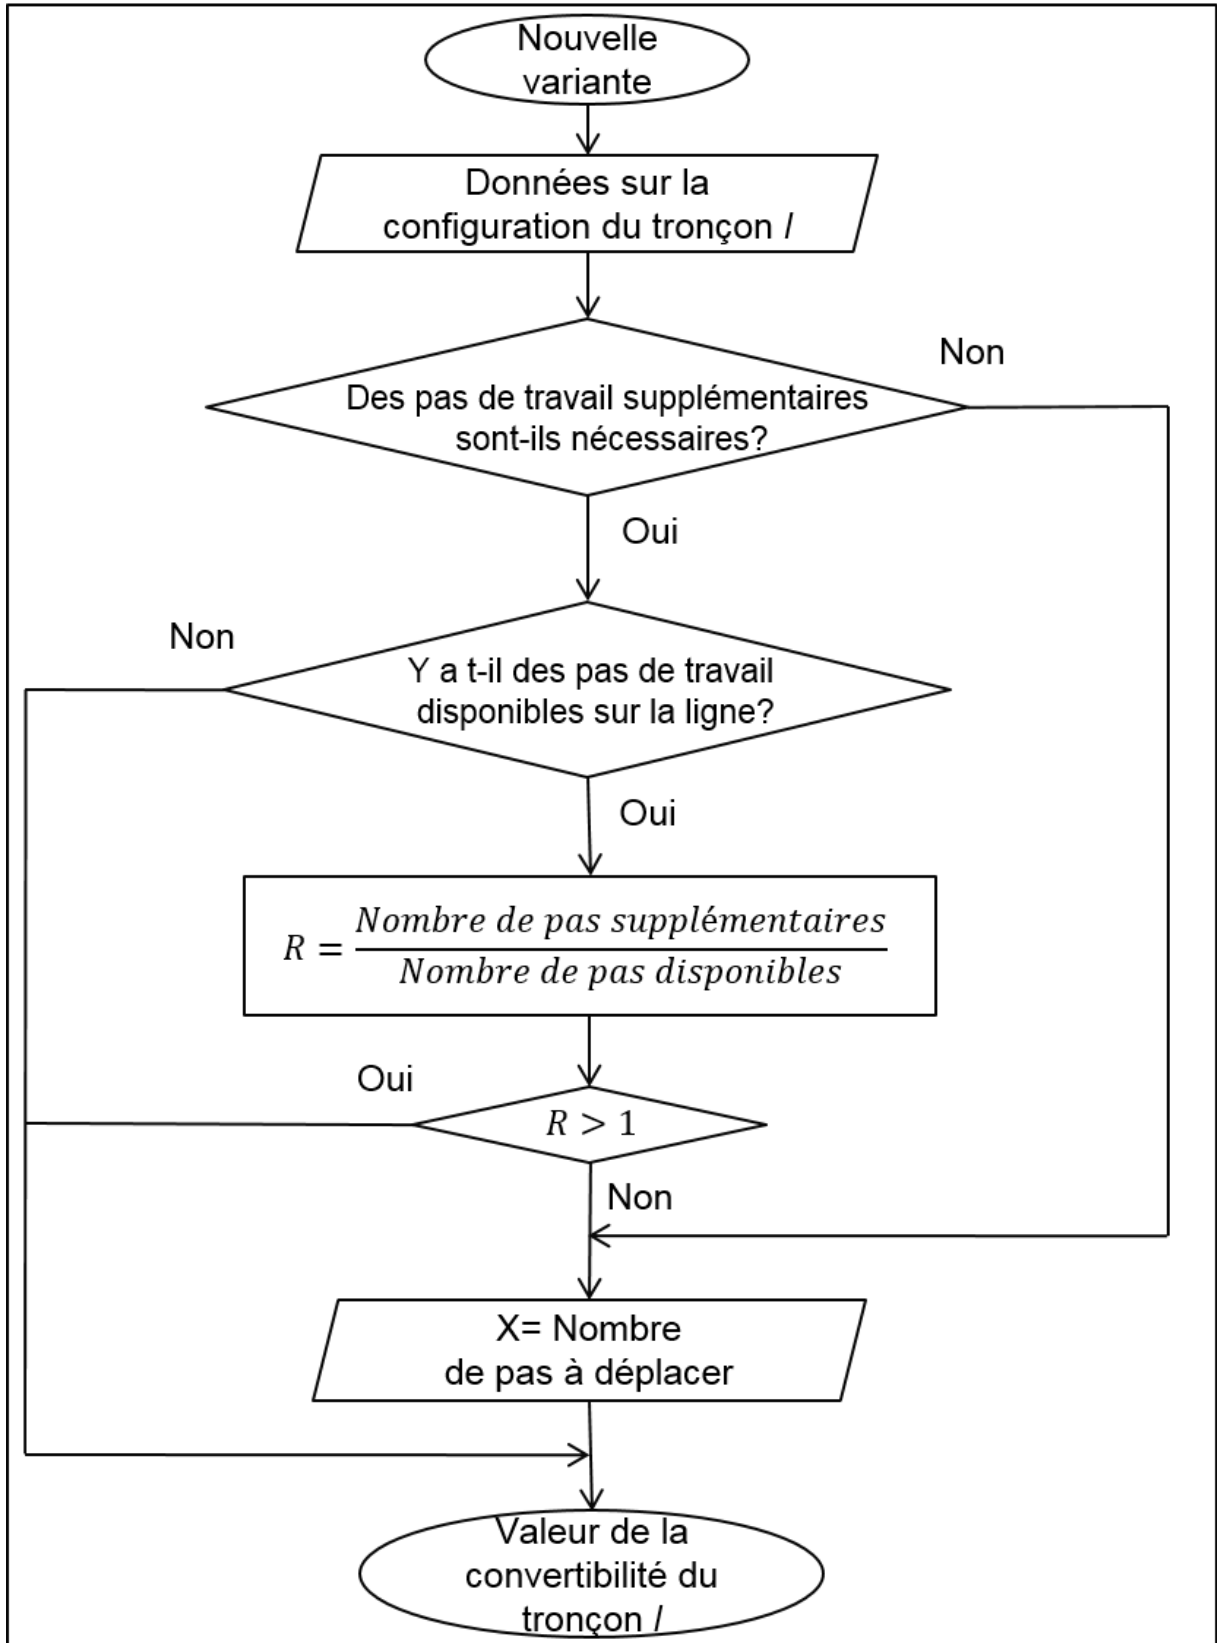 Nouvelle
variante
Données sur la
configuration du tronçon l
Non
Des pas de travail supplémentaires
sont-ils nécessaires?
Oui
Non
Y a t-il des pas de travail
disponibles sur la ligne?
Oui
R = Nombre de pas supplémentaires
Nombre de pas disponibles
Oui
R > 1
Non
X= Nombre
de pas à déplacer
Valeur de la
convertibilité du
tronçon l